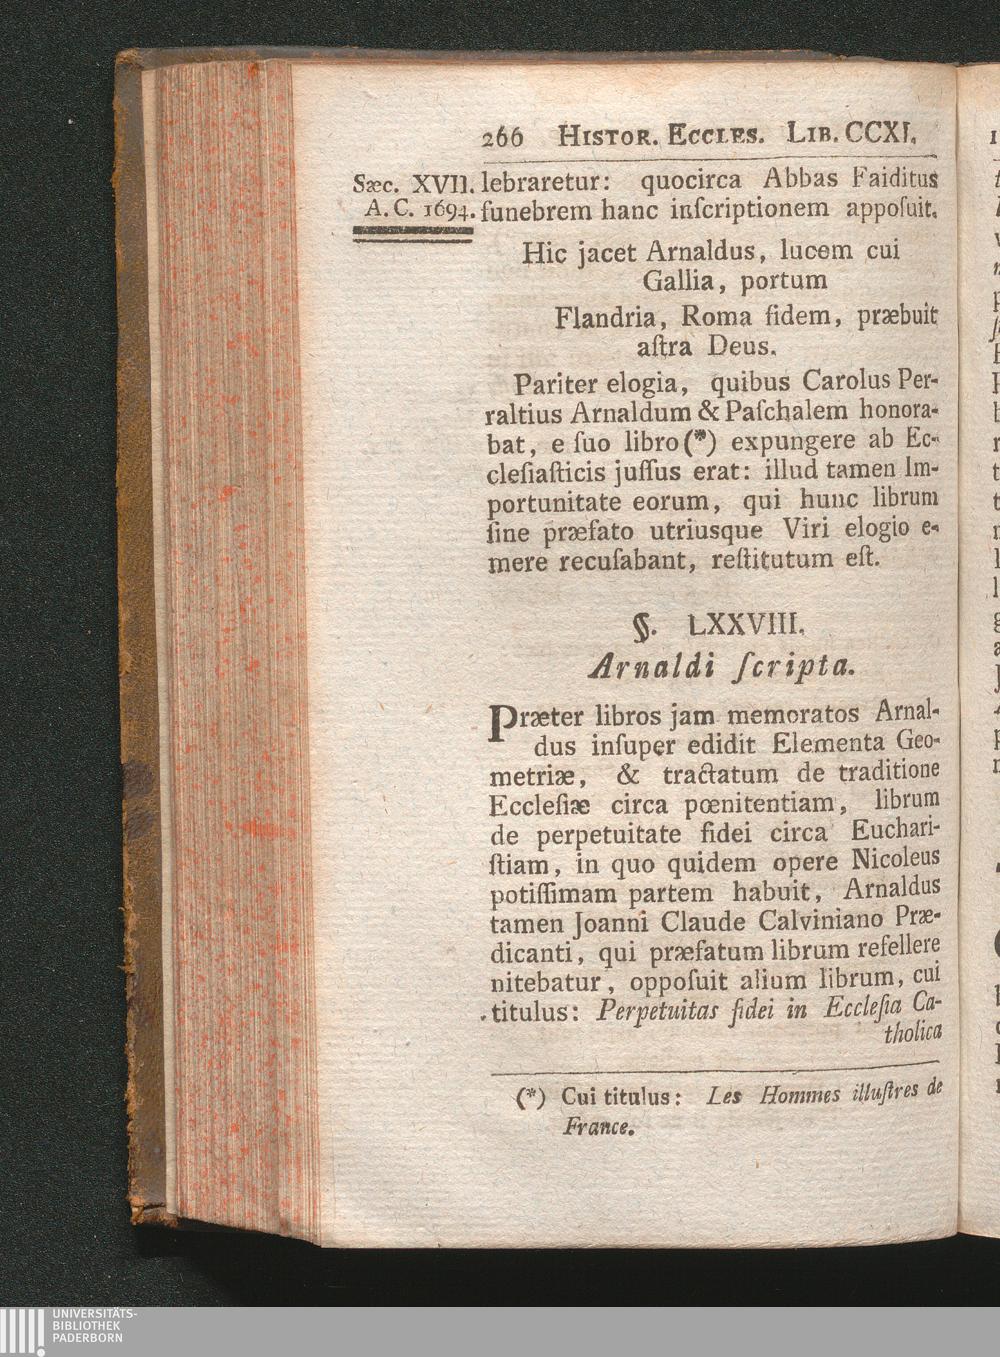 266 Histor. Eccles. Lib. CCXI.
Sæc. XVII. lebraretur: quocirca Abbas Faiditus
A. C. 1694. funebrem hanc inſcriptionem appoſuit.
Hic jacet Arnaldus, lucem cui
Gallia, portum
Flandria, Roma fidem, præbuit
aſtra Deus.
Pariter elogia, quibus Carolus Per-
raltius Arnaldum & Paſchalem honora-
bat, e ſuo libro (*) expungere ab Ec-
cleſiaſticis juſſus erat: illud tamen Im-
portunitate eorum, qui hunc librum
ſine præfato utriusque Viri elogio e-
mere recuſabant, reſtitutum eſt.
§. LXXVIII.
Arnaldi ſcripta.
Præter libros jam memoratos Arnal-
dus inſuper edidit Elementa Geo-
metriæ, & tractatum de traditione
Eccleſiæ circa pœnitentiam, librum
de perpetuitate fidei circa Euchari-
ſtiam, in quo quidem opere Nicoleus
potiſſimam partem habuit, Arnaldus
tamen Joanni Claude Calviniano Præ-
dicanti, qui præfatum librum refellere
nitebatur, oppoſuit alium librum, cui
titulus: Perpetuitas fidei in Eccleſia Ca-
tholica
(*) Cui titulus: Les Hommes illuſtres de
France.
UNIVERSITÄTS-
BIBLIOTHEK
PADERBORN